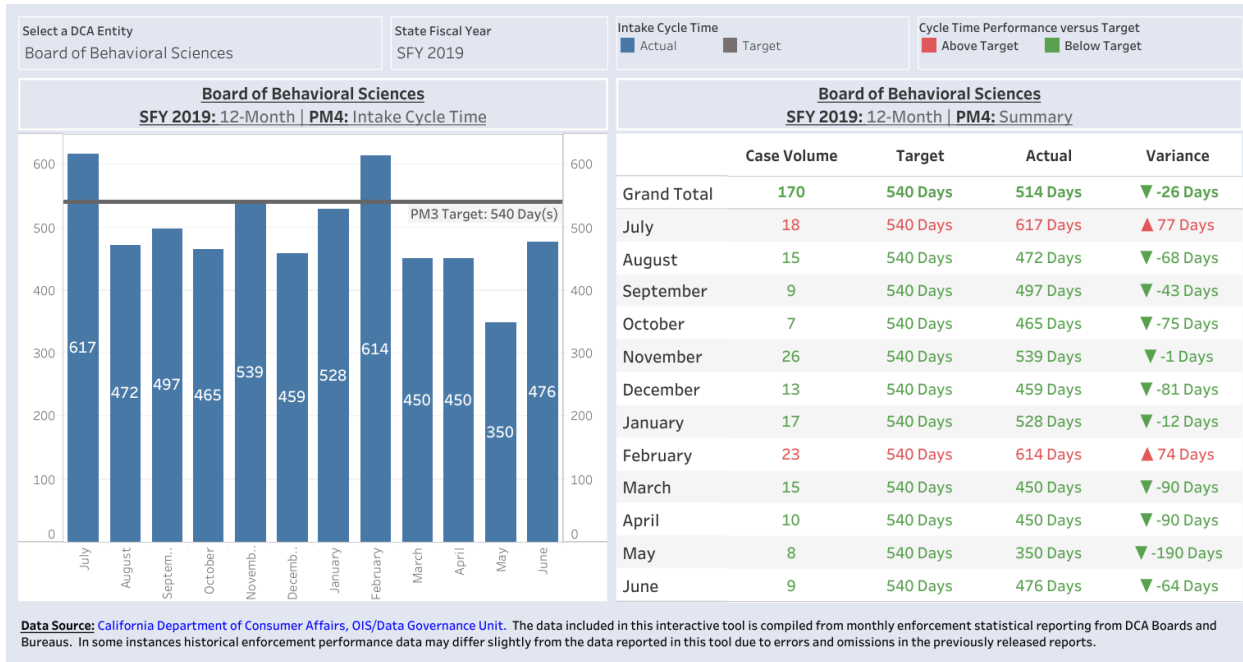 Select a DCA Entity
Board of Behavioral Sciences
State Fiscal Year
SFY 2019
Intake Cycle Time
Actual Target
Cycle Time Performance versus Target
Above Target Below Target
Board of Behavioral Sciences
SFY 2019: 12-Month | PM4: Intake Cycle Time
600 600
PM3 Target: 540 Day(s)
500 500
400 400
300 300
200 200
100 100
0 0
617 472 497 465 539 459 528 614 450 450 350 476
July August Septem.. October Novemb.. Decemb.. January February March April May June
Board of Behavioral Sciences
SFY 2019: 12-Month | PM4: Summary
Case Volume Target Actual Variance
Grand Total 170 540 Days 514 Days ▼ -26 Days
July 18 540 Days 617 Days ▲ 77 Days
August 15 540 Days 472 Days ▼ -68 Days
September 9 540 Days 497 Days ▼ -43 Days
October 7 540 Days 465 Days ▼ -75 Days
November 26 540 Days 539 Days ▼ -1 Days
December 13 540 Days 459 Days ▼ -81 Days
January 17 540 Days 528 Days ▼ -12 Days
February 23 540 Days 614 Days ▲ 74 Days
March 15 540 Days 450 Days ▼ -90 Days
April 10 540 Days 450 Days ▼ -90 Days
May 8 540 Days 350 Days ▼ -190 Days
June 9 540 Days 476 Days ▼ -64 Days
Data Source: California Department of Consumer Affairs, OIS/Data Governance Unit. The data included in this interactive tool is compiled from monthly enforcement statistical reporting from DCA Boards and
Bureaus. In some instances historical enforcement performance data may differ slightly from the data reported in this tool due to errors and omissions in the previously released reports.